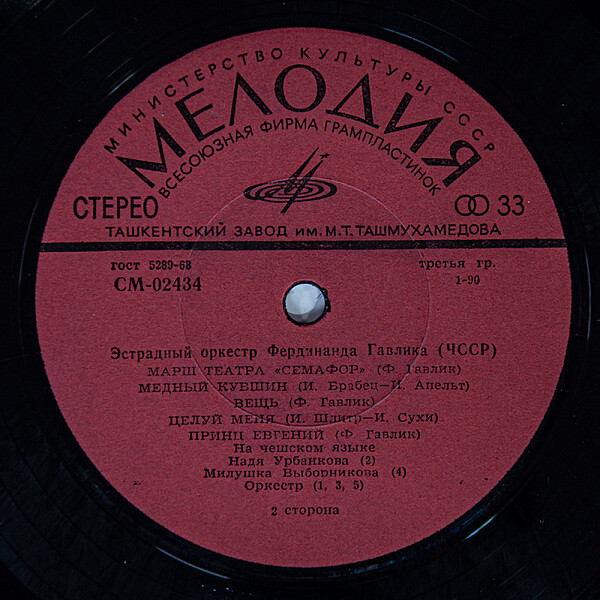 МИНИСТЕРСТВО КУЛЬТУРЫ СССР
МЕЛОДИЯ
ВСЕСОЮЗНАЯ ФИРМА ГРАМПЛАСТИНОК
СТЕРЕО 33
ТАШКЕНТСКИЙ ЗАВОД ИМ. М.Т. ТАШМУХАМЕДОВА
гост 5289-68 третья гр.
СМ-02434 1-90
Эстрадный оркестр Фердинанда Гавлика (ЧССР)
МАРШ ТЕАТРА «СЕМАФОР» (Ф. Гавлик)
МЕДНЫЙ КУВШИН (И. Брабец—И. Апельт)
ВЕЩЬ (Ф. Гавлик)
ЦЕЛУЙ МЕНЯ (И. Шлитр—И. Сухи)
ПРИНЦ ЕВГЕНИЙ (Ф. Гавлик)
На чешском языке
Надя Урбанкова (2)
Милушка Выборникова (4)
Оркестр (1, 3, 5)
2 сторона